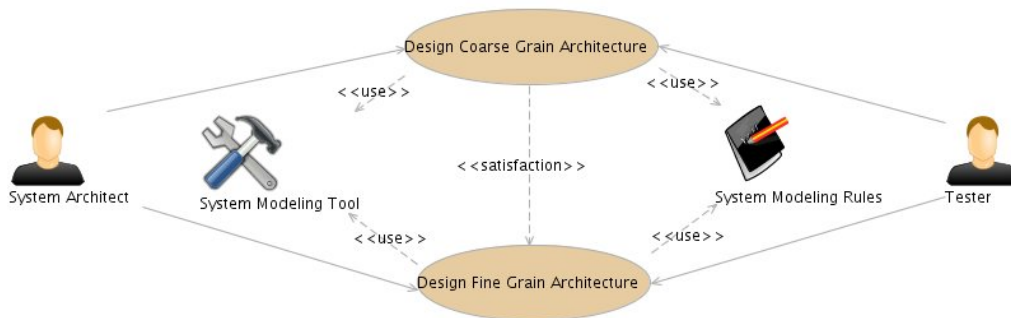 Design Coarse Grain Architecture
<<use>>
<<use>>
<<satisfaction>>
System Architect
System Modeling Tool
System Modeling Rules
Tester
<<use>>
<<use>>
Design Fine Grain Architecture